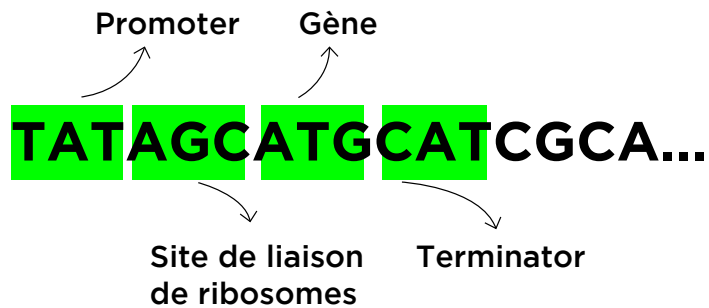 Promoter Gène
TATAGCATGCATCGCA...
Site de liaison
de ribosomes
Terminator